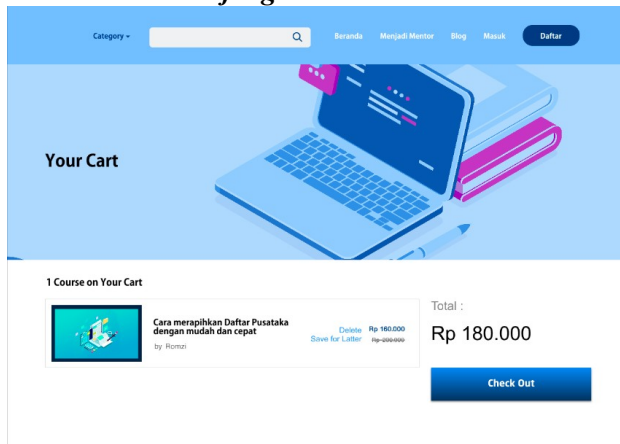 Category
Beranda Menjadi Mentor Blog Masuk Daftar
Your Cart
1 Course on Your Cart
Cara merapihkan Daftar Pusataka
dengan mudah dan cepat
by Romzi
Delete Rp 160.000
Save for Latter Rp 200.000
Total :
Rp 180.000
Check Out